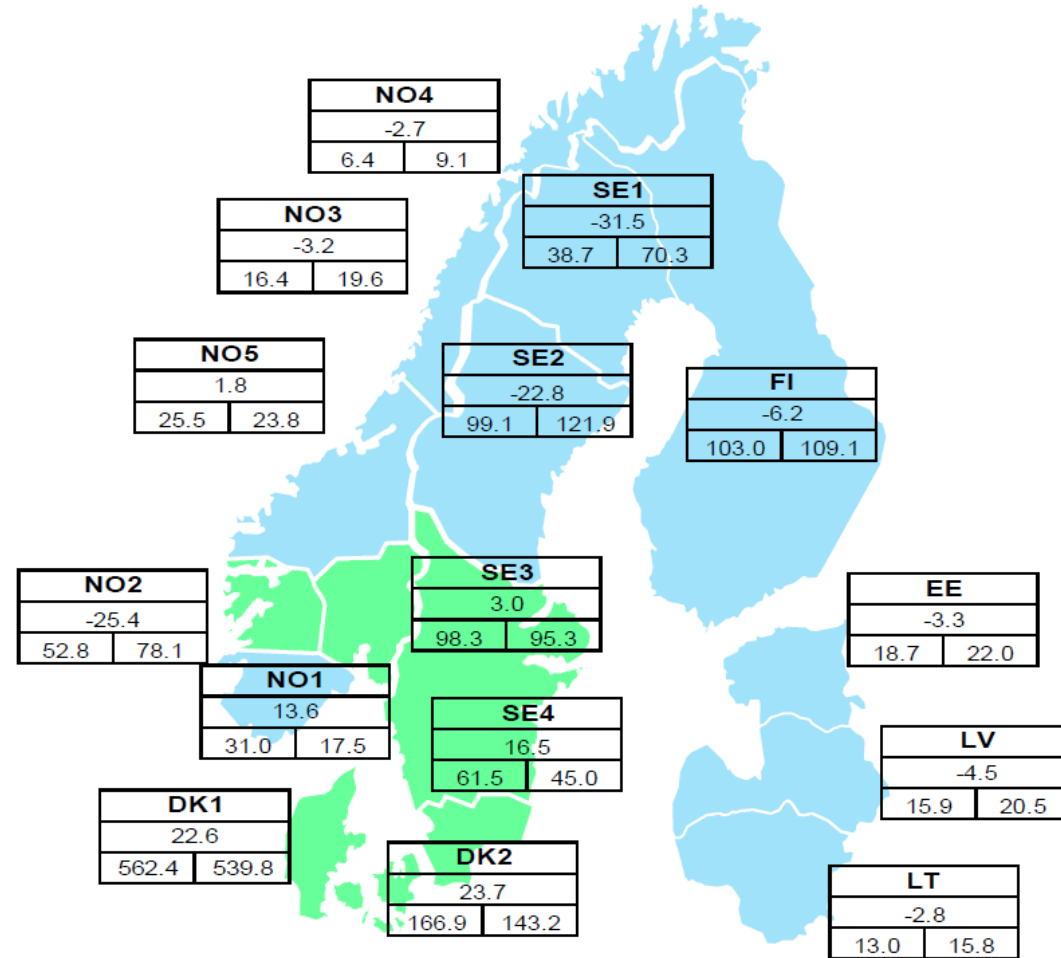 NO4
-2.7
6.4 9.1
SE1
-31.5
38.7 70.3
NO3
-3.2
16.4 19.6
NO5
1.8
25.5 23.8
SE2
-22.8
99.1 121.9
FI
-6.2
103.0 109.1
NO2
-25.4
52.8 78.1
SE3
3.0
98.3 95.3
EE
-3.3
18.7 22.0
NO1
13.6
31.0 17.5
SE4
16.5
61.5 45.0
LV
-4.5
15.9 20.5
DK1
22.6
562.4 539.8
DK2
23.7
166.9 143.2
LT
-2.8
13.0 15.8